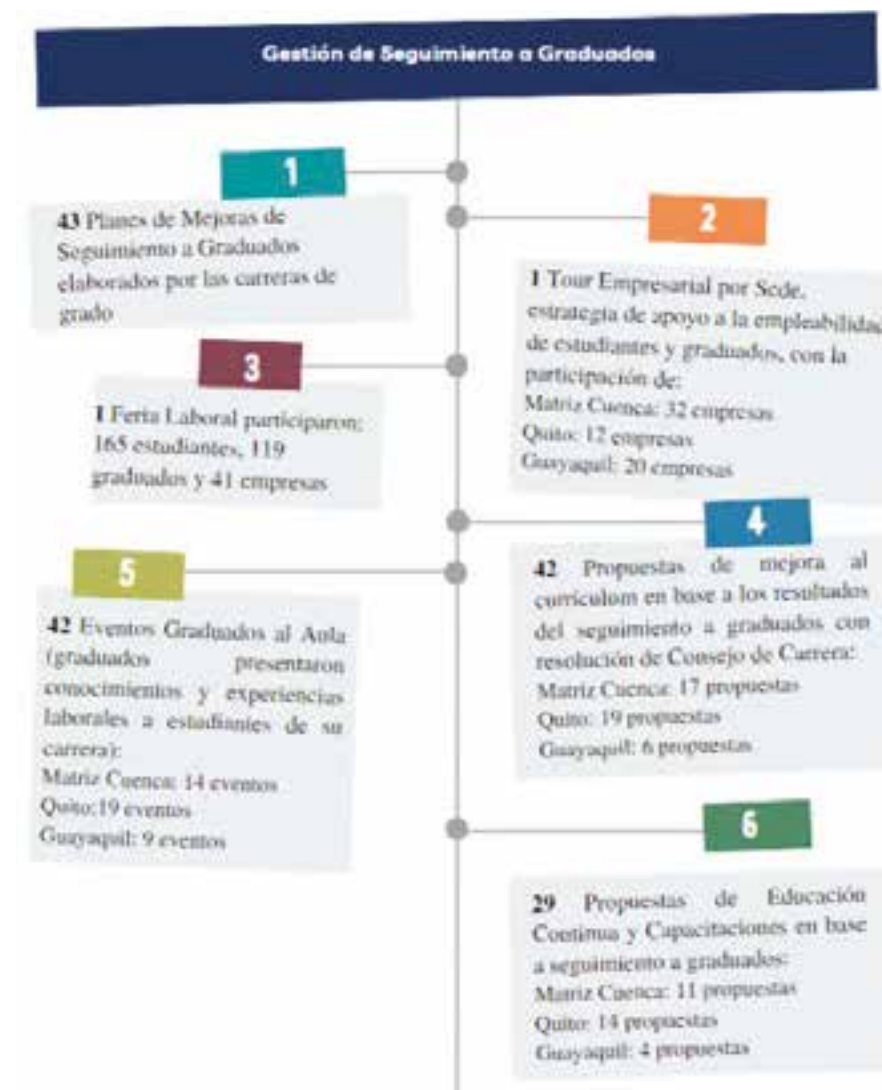 Gestión de Seguimiento a Graduados
1
43 Planes de Mejoras de
Seguimiento a Graduados
elaborados por las carreras de
grado
2
1 Tour Empresarial por Sede,
estrategia de apoyo a la empleabilidad
de estudiantes y graduados, con la
participación de:
Matriz Cuenca: 32 empresas
Quito: 12 empresas
Guayaquil: 20 empresas
3
1 Feria Laboral participaron:
165 estudiantes, 119
graduados y 41 empresas
4
42 Propuestas de mejora al
curriculum en base a los resultados
del seguimiento a graduados con
resolución de Consejo de Carrera:
Matriz Cuenca: 17 propuestas
Quito: 19 propuestas
Guayaquil: 6 propuestas
5
42 Eventos Graduados al Aula
(graduados presentaron
conocimientos y experiencias
laborales a estudiantes de su
carrera):
Matriz Cuenca: 14 eventos
Quito:19 eventos
Guayaquil: 9 eventos
6
29 Propuestas de Educación
Continua y Capacitaciones en base
a seguimiento a graduados:
Matriz Cuenca: 11 propuestas
Quito: 14 propuestas
Guayaquil: 4 propuestas